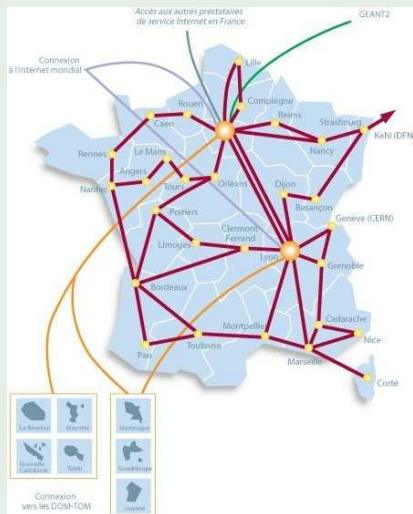 Accès aux autres prestataires
de service Internet en France
GEANT2
Connexion
à l'Internet mondial
Lille
Compiègne
Rouen
Caen
Reims
Strasbourg
Kehl (DFN)
Nancy
Rennes
Le Mans
Angers
Nantes
Tours
Orléans
Dijon
Besançon
Poitiers
Genève (CERN)
Limoges
Clermont
Ferrand
Lyon
Grenoble
Bordeaux
Cadarache
Montpellier
Nice
Toulouse
Marseille
Pau
Corté
La Réunion
Mayotte
Martinique
Nouvelle
Calédonie
Tahiti
Guadeloupe
Guyane
Connexion
vers les DOM-TOM